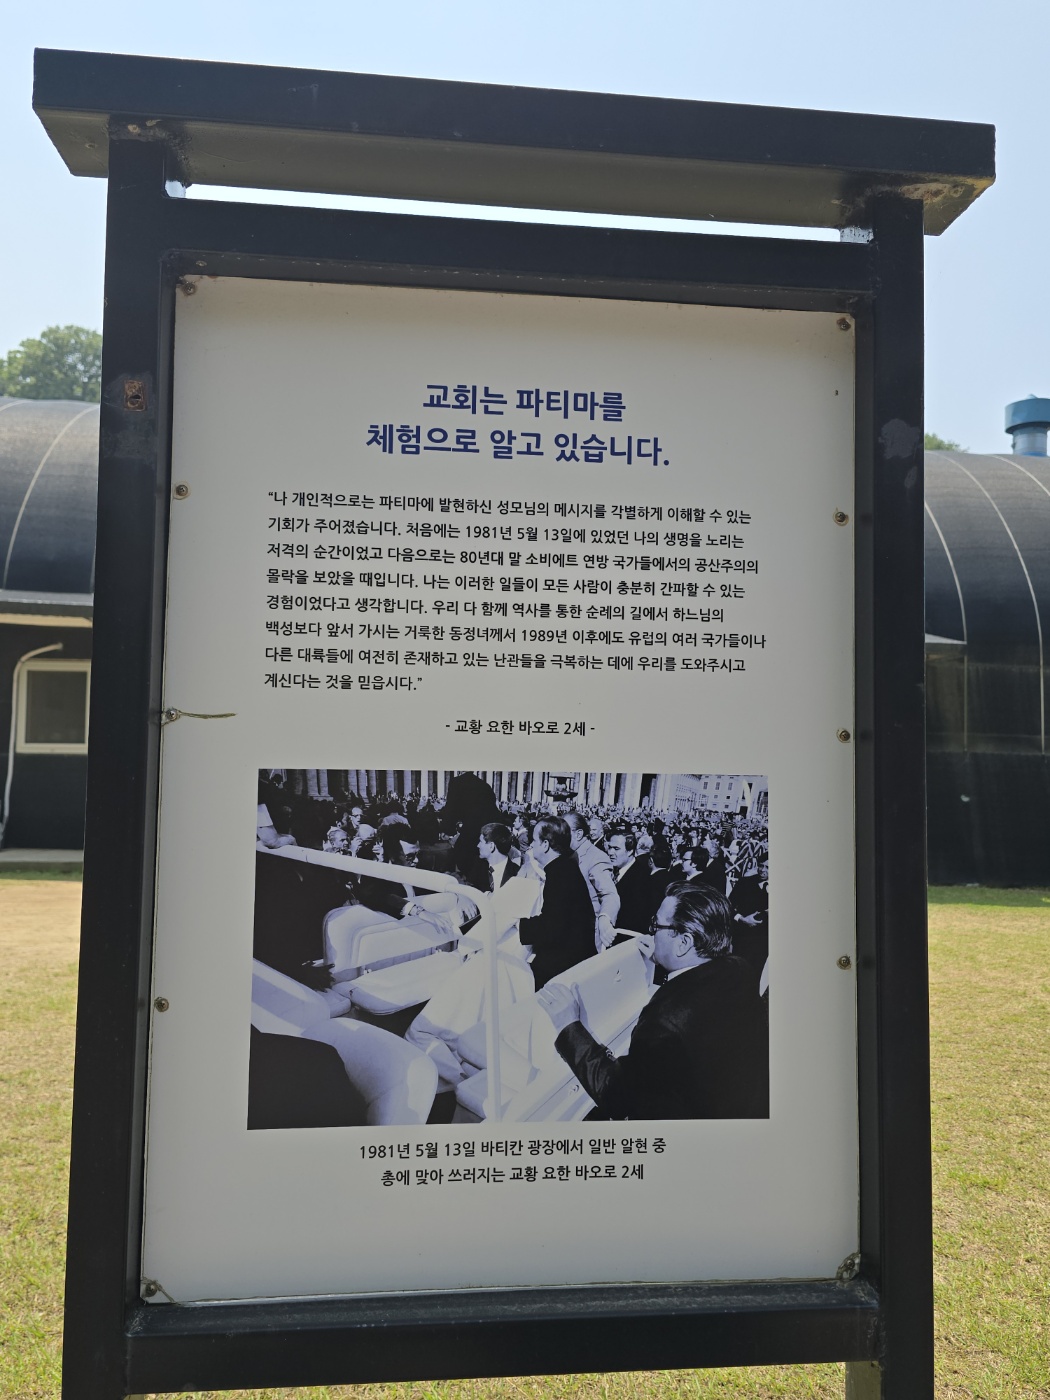 교회는 파티마를
체험으로 알고 있습니다.
“나 개인적으로는 파티마에 발현하신 성모님의 메시지를 각별하게 이해할 수 있는
기회가 주어졌습니다. 처음에는 1981년 5월 13일에 있었던 나의 생명을 노리는
저격의 순간이었고 다음으로는 80년대 말 소비에트 연방 국가들에서의 공산주의의
몰락을 보았을 때입니다. 나는 이러한 일들이 모든 사람이 충분히 간파할 수 있는
경험이었다고 생각합니다. 우리 다 함께 역사를 통한 순례의 길에서 하느님의
백성보다 앞서 가시는 거룩한 동정녀께서 1989년 이후에도 유럽의 여러 국가들이나
다른 대륙들에 여전히 존재하고 있는 난관들을 극복하는 데에 우리를 도와주시고
계신다는 것을 믿읍시다.”
- 교황 요한 바오로 2세 -
1981년 5월 13일 바티칸 광장에서 일반 알현 중
총에 맞아 쓰러지는 교황 요한 바오로 2세